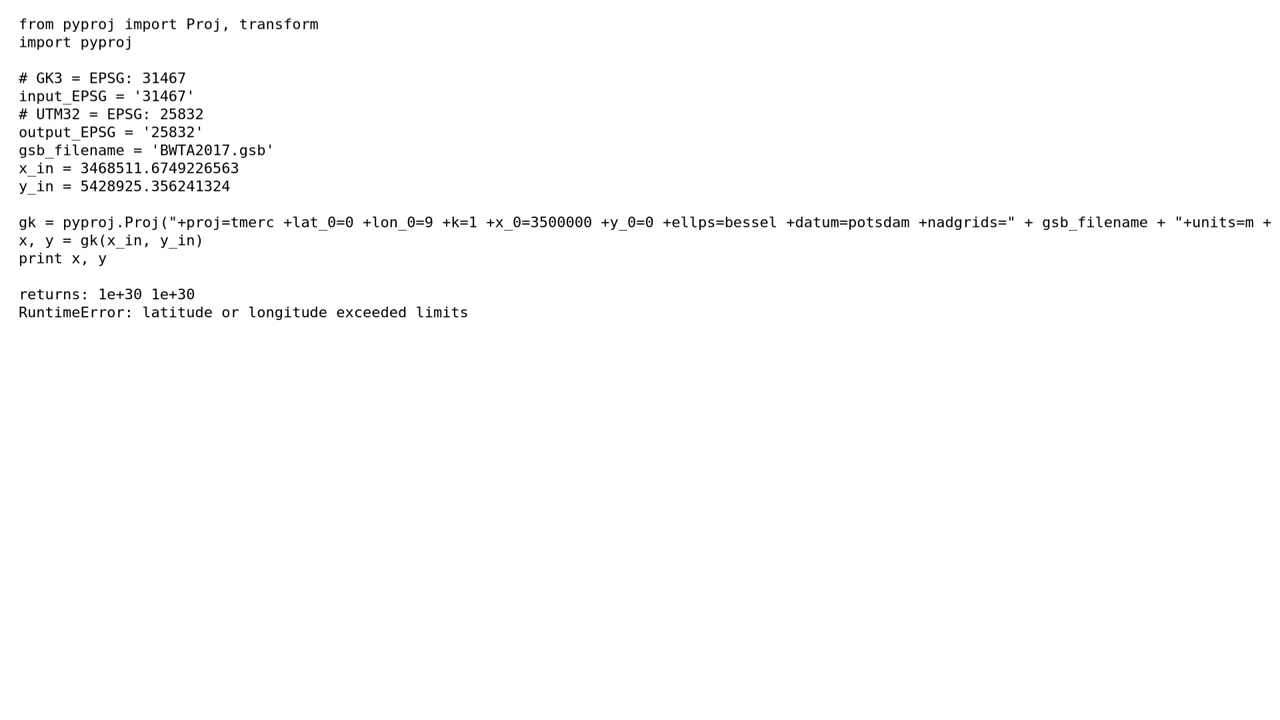 from pyproj import Proj, transform
import pyproj
# GK3 = EPSG: 31467
input_EPSG = '31467'
# UTM32 = EPSG: 25832
output_EPSG = '25832'
gsb_filename = 'BWTA2017.gsb'
x_in = 3468511.6749226563
y_in = 5428925.356241324
gk = pyproj.Proj("+proj=tmerc +lat_0=0 +lon_0=9 +k=1 +x_0=3500000 +y_0=0 +ellps=bessel +datum=potsdam +nadgrids=" + gsb_filename + "+units=m +
x, y = gk(x_in, y_in)
print x, y
returns: 1e+30 1e+30
RuntimeError: latitude or longitude exceeded limits